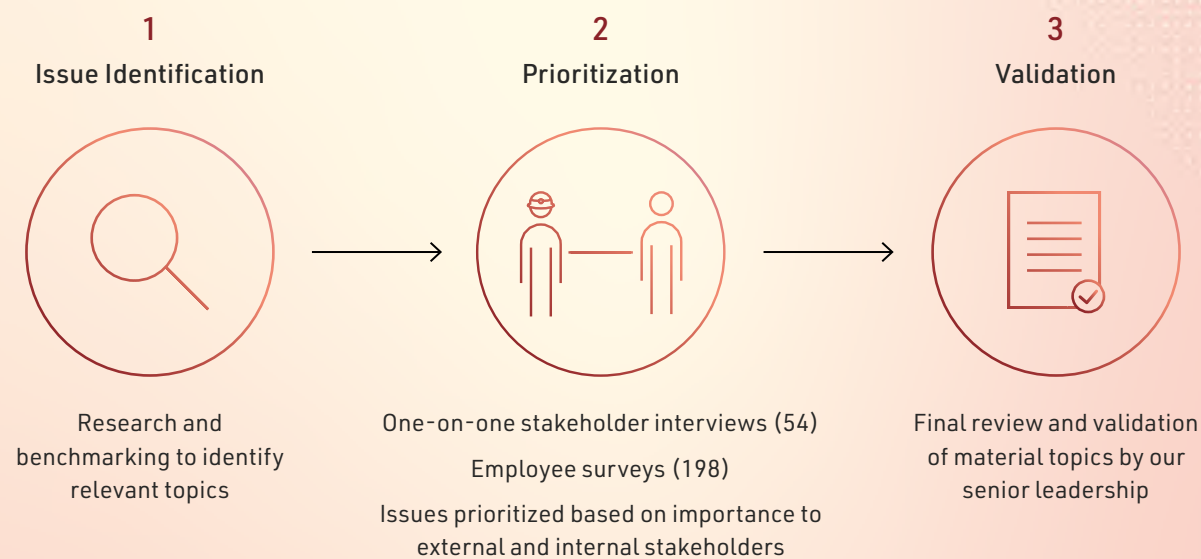 1
Issue Identification
Research and
benchmarking to identify
relevant topics
2
Prioritization
One-on-one stakeholder interviews (54)
Employee surveys (198)
Issues prioritized based on importance to
external and internal stakeholders
3
Validation
Final review and validation
of material topics by our
senior leadership